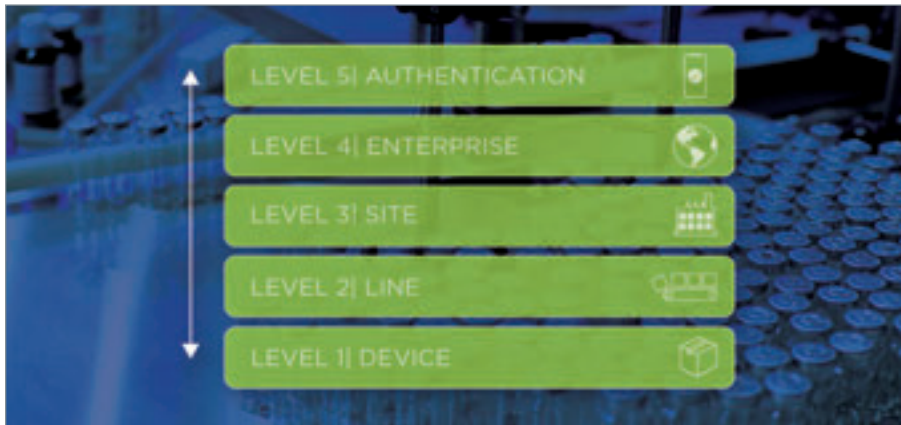 LEVEL 5| AUTHENTICATION
LEVEL 4| ENTERPRISE
LEVEL 3| SITE
LEVEL 2| LINE
LEVEL 1| DEVICE